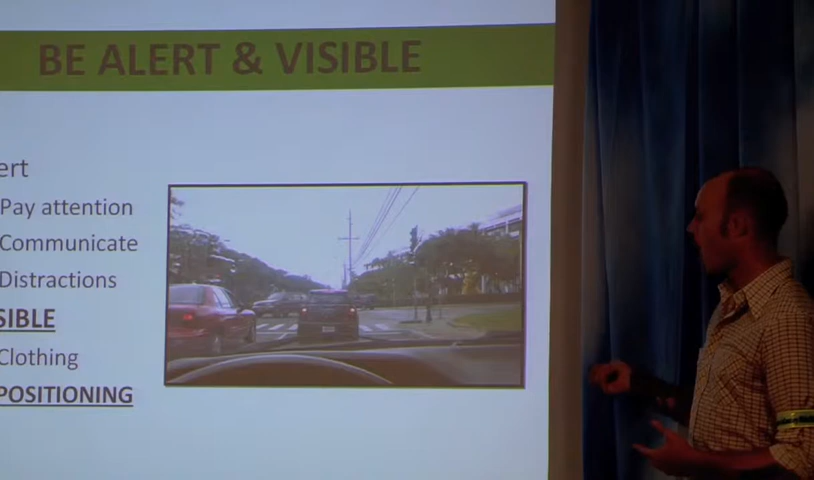 BE ALERT & VISIBLE
ert
Pay attention
Communicate
Distractions
SIBLE
Clothing
POSITIONING